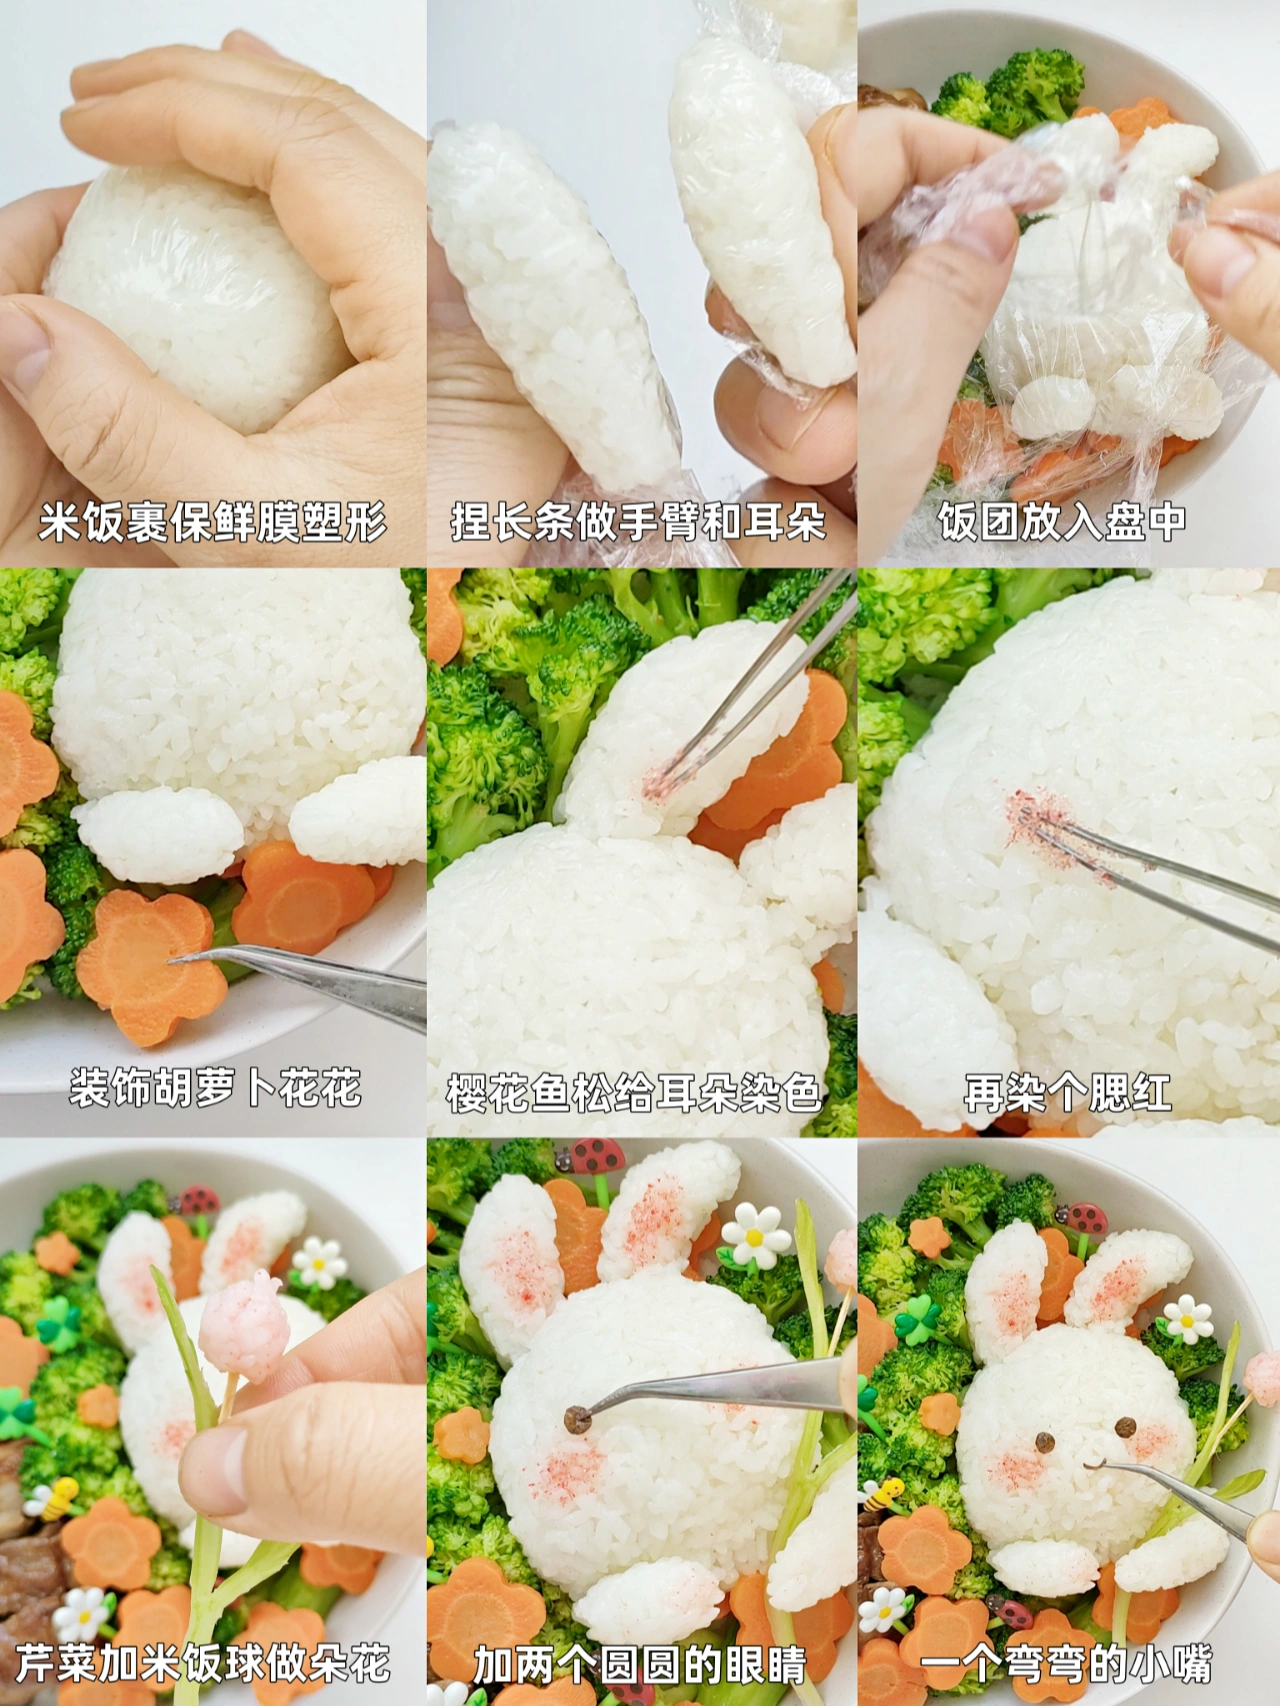 米饭裹保鲜膜塑形
捏长条做手臂和耳朵
饭团放入盘中
装饰胡萝卜花花
樱花鱼松给耳朵染色
再染个腮红
芹菜加米饭球做朵花
加两个圆圆的眼睛
一个弯弯的小嘴